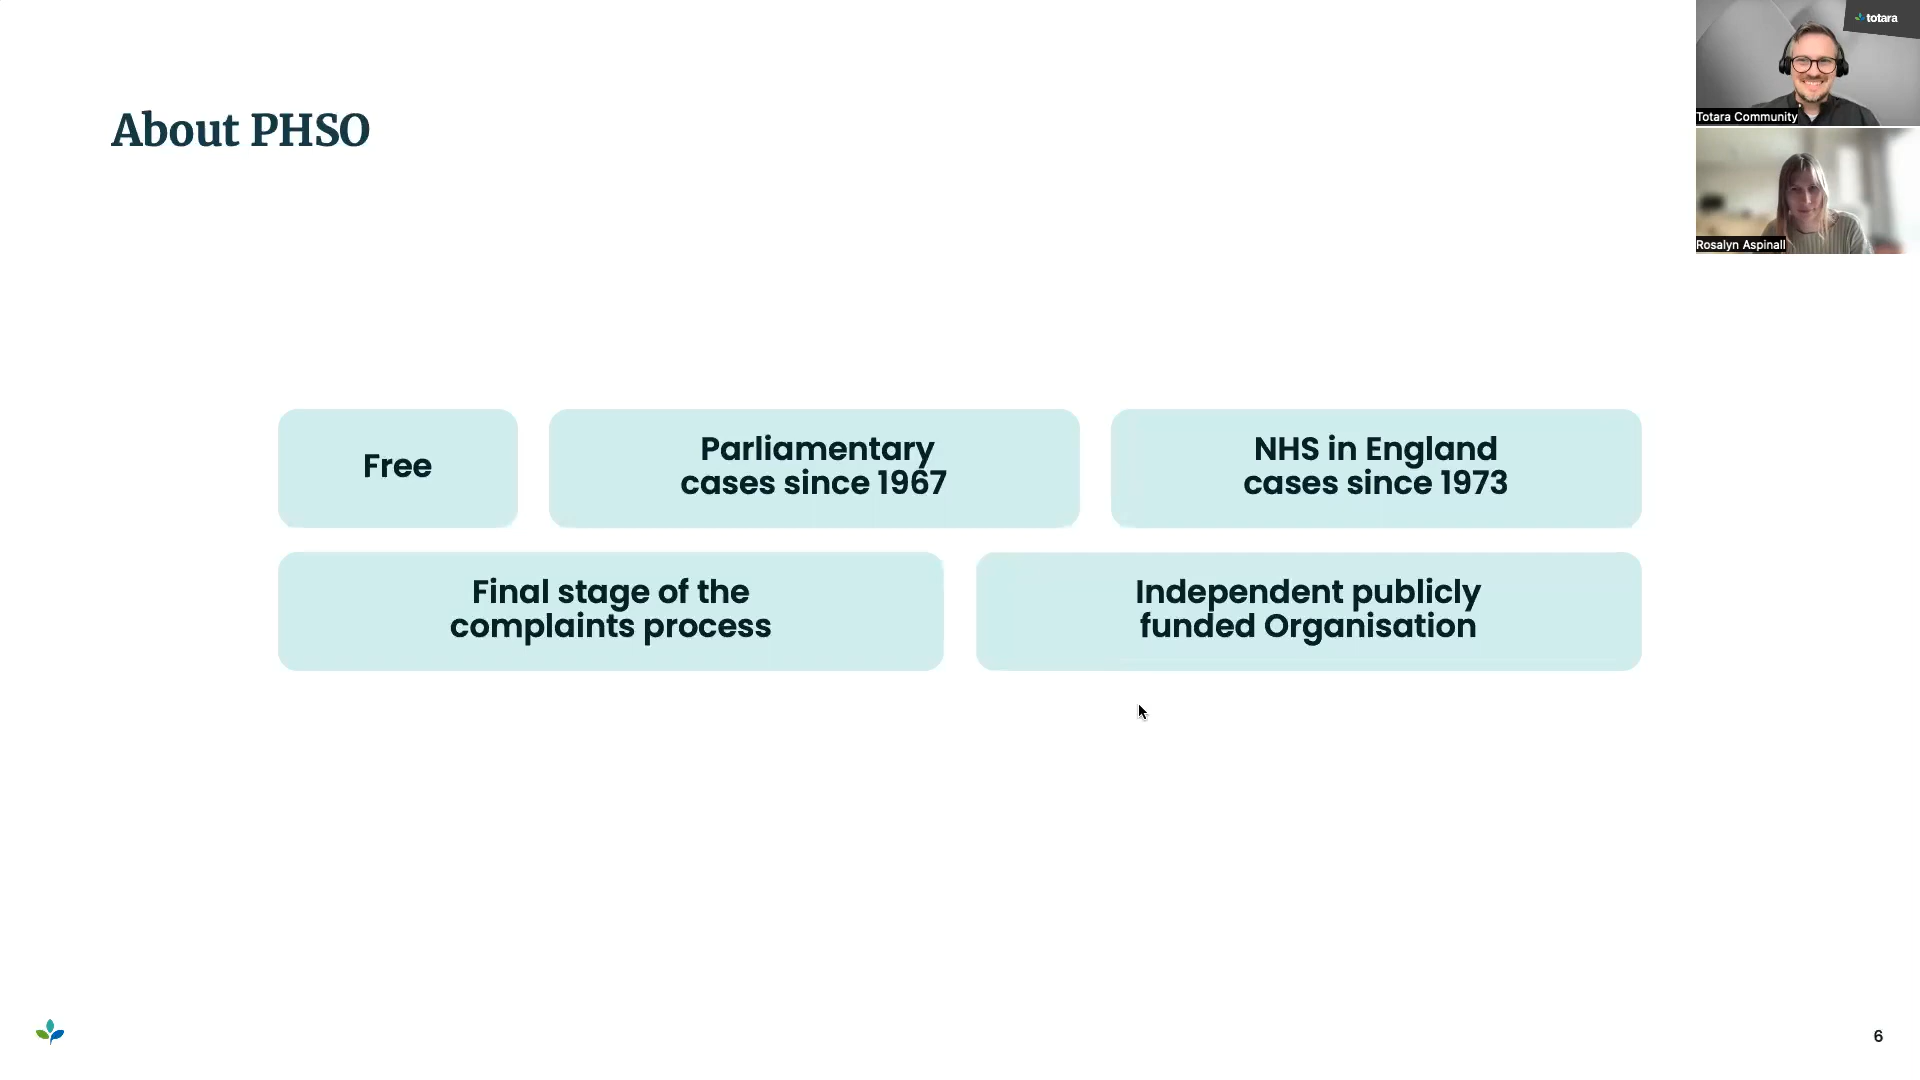 totara
Totara Community
Rosalyn Aspinall
About PHSO
Free
Parliamentary
cases since 1967
NHS in England
cases since 1973
Final stage of the
complaints process
Independent publicly
funded Organisation
6